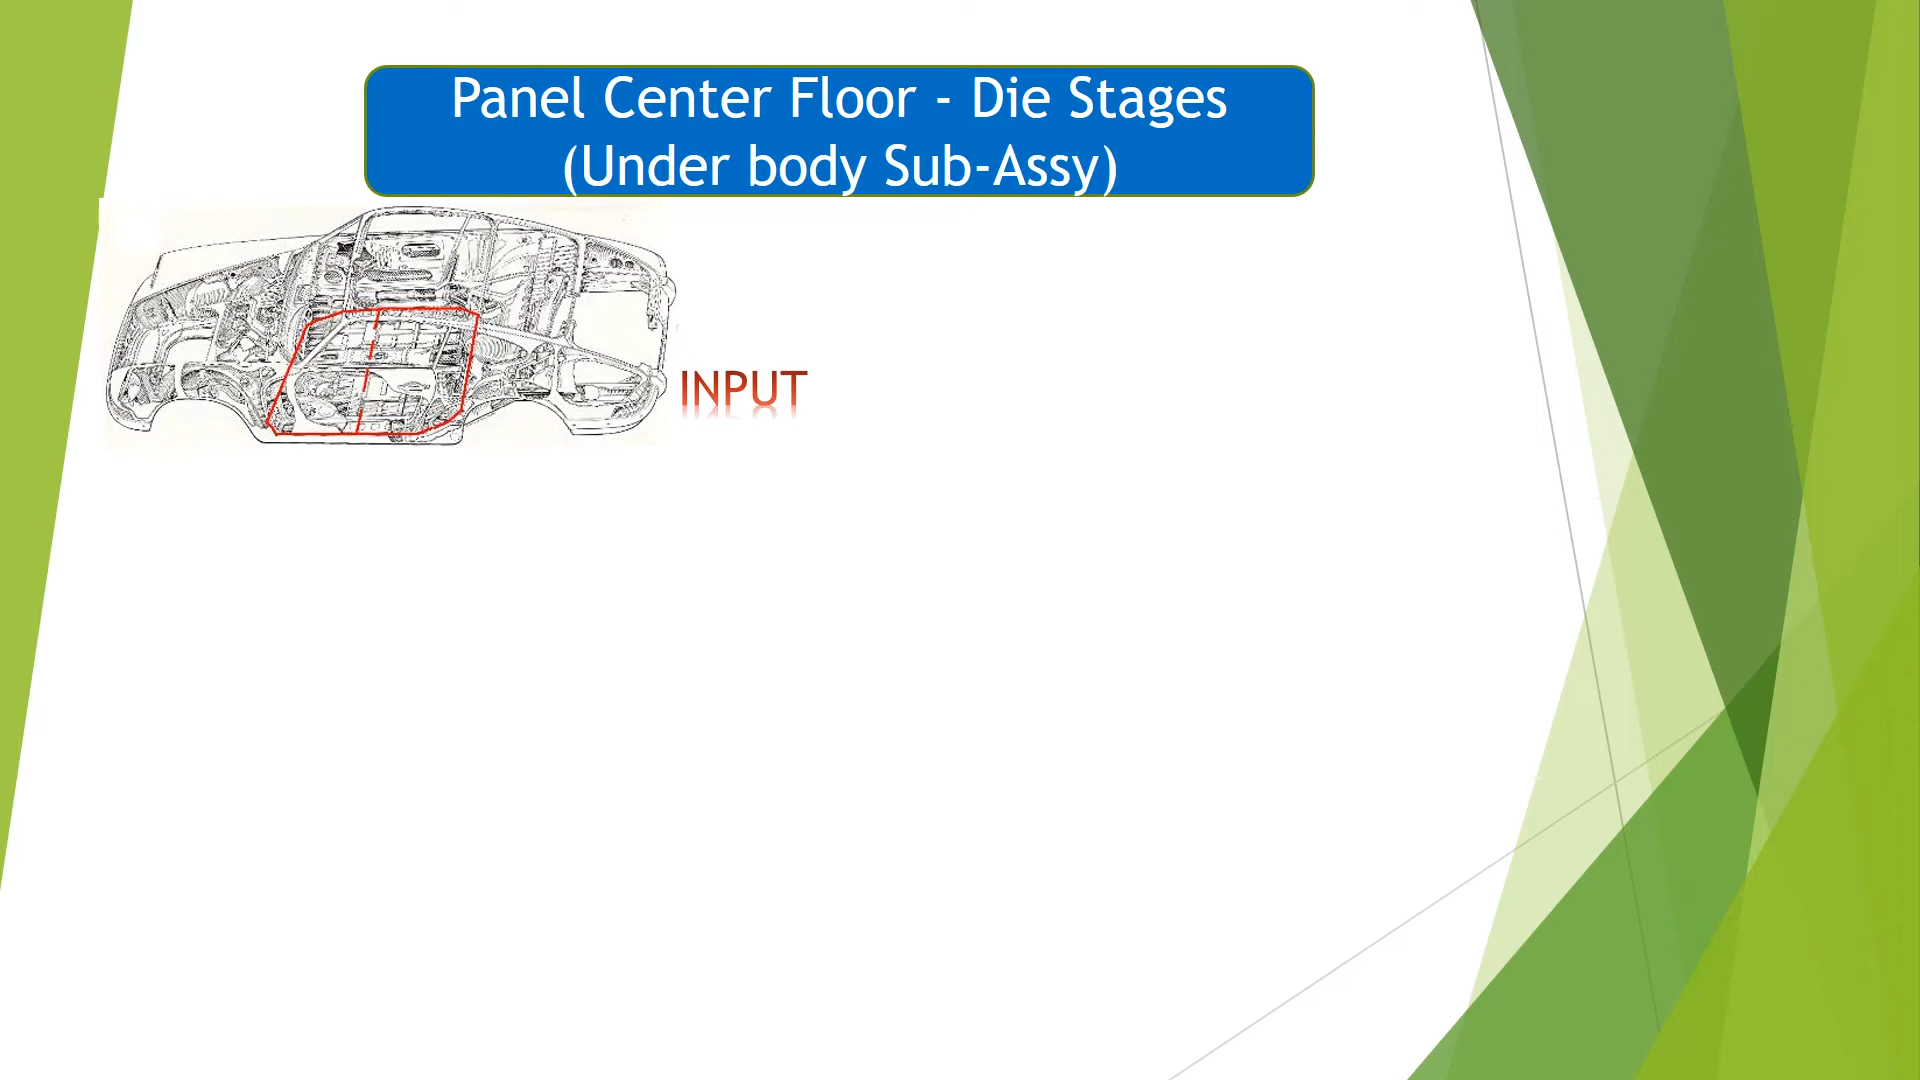 Panel Center Floor - Die Stages
(Under body Sub-Assy)
INPUT